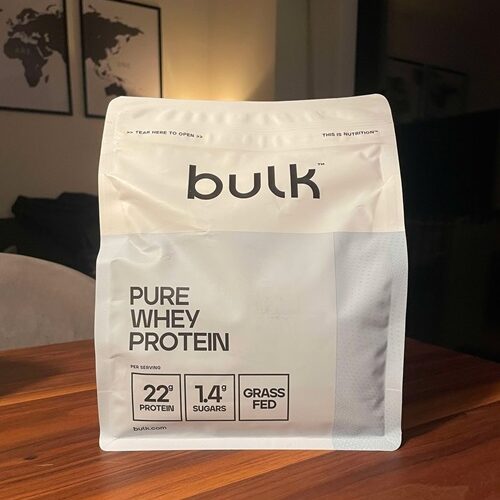 >> TEAR HERE TO OPEN >>
THIS IS NUTRITION™
bulk™
PURE
WHEY
PROTEIN
PER SERVING
22g
PROTEIN
1.4g
SUGARS
GRASS
FED
bulk.com